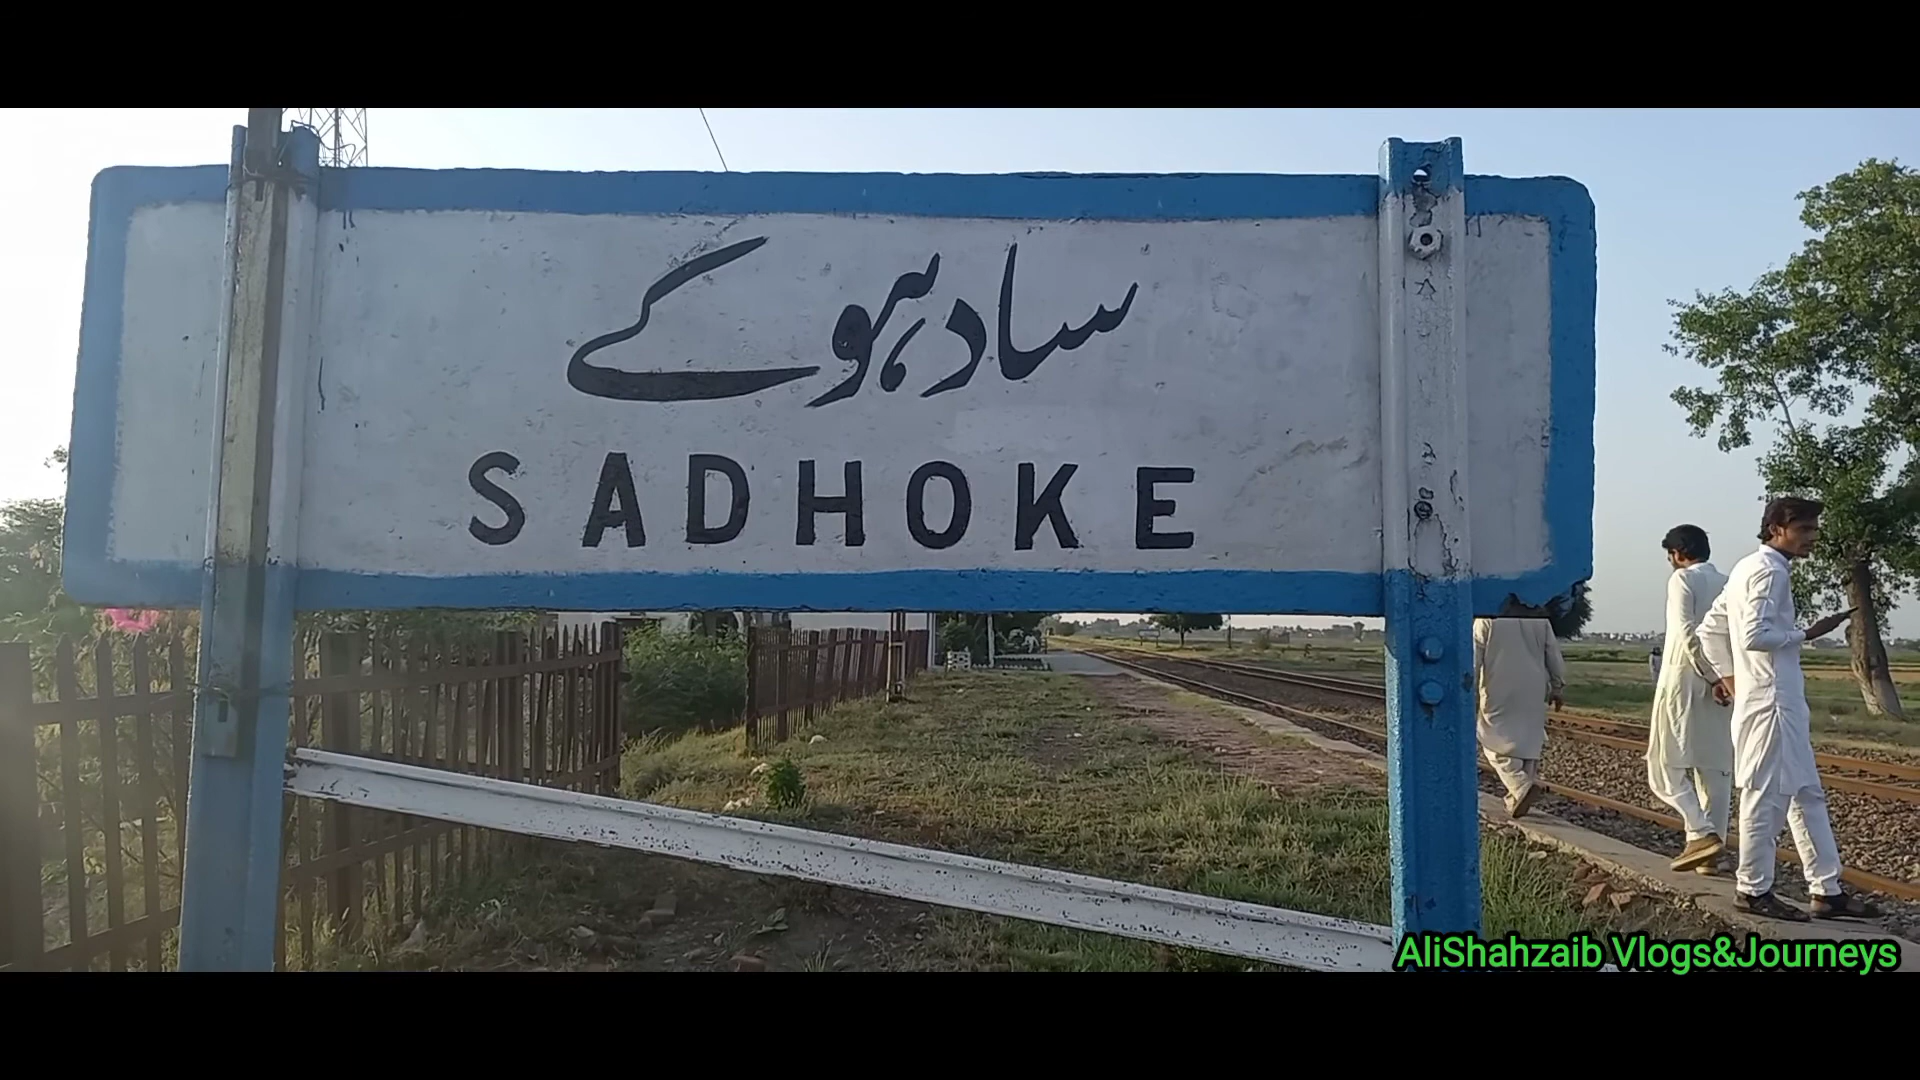 سادہوکے
SADHOKE
AliShahzaib Vlogs&Journeys